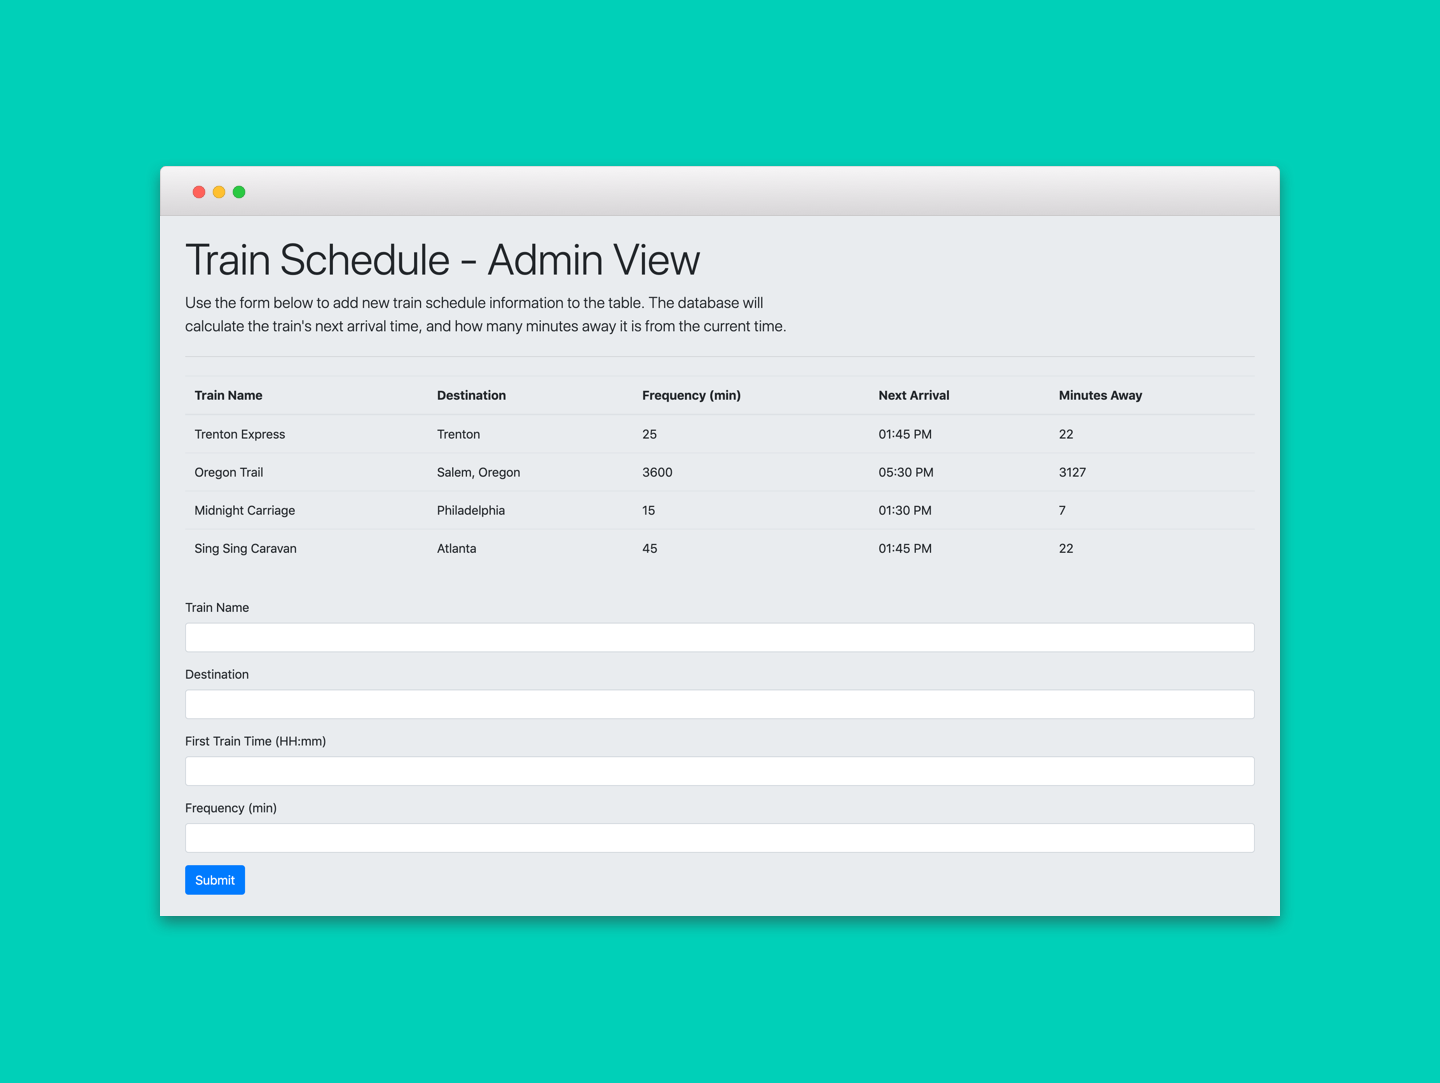 Train Schedule - Admin View
Use the form below to add new train schedule information to the table. The database will
calculate the train's next arrival time, and how many minutes away it is from the current time.
Train Name Destination Frequency (min) Next Arrival Minutes Away
Trenton Express Trenton 25 01:45 PM 22
Oregon Trail Salem, Oregon 3600 05:30 PM 3127
Midnight Carriage Philadelphia 15 01:30 PM 7
Sing Sing Caravan Atlanta 45 01:45 PM 22
Train Name
Destination
First Train Time (HH:mm)
Frequency (min)
Submit